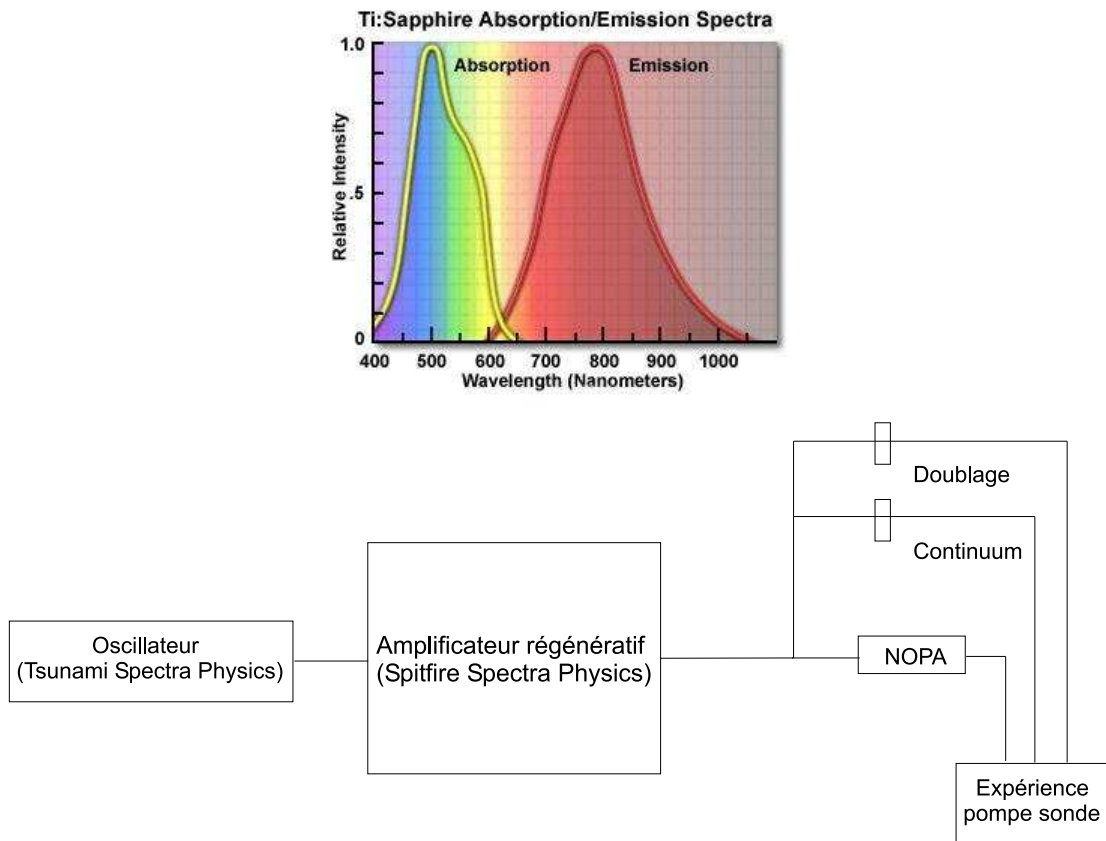 Ti:Sapphire Absorption/Emission Spectra
1.0
Absorption
Emission
Relative Intensity
.5
0
400 500 600 700 800 900 1000
Wavelength (Nanometers)
Doublage
Continuum
Oscillateur
(Tsunami Spectra Physics)
Amplificateur régénératif
(Spitfire Spectra Physics)
NOPA
Expérience
pompe sonde